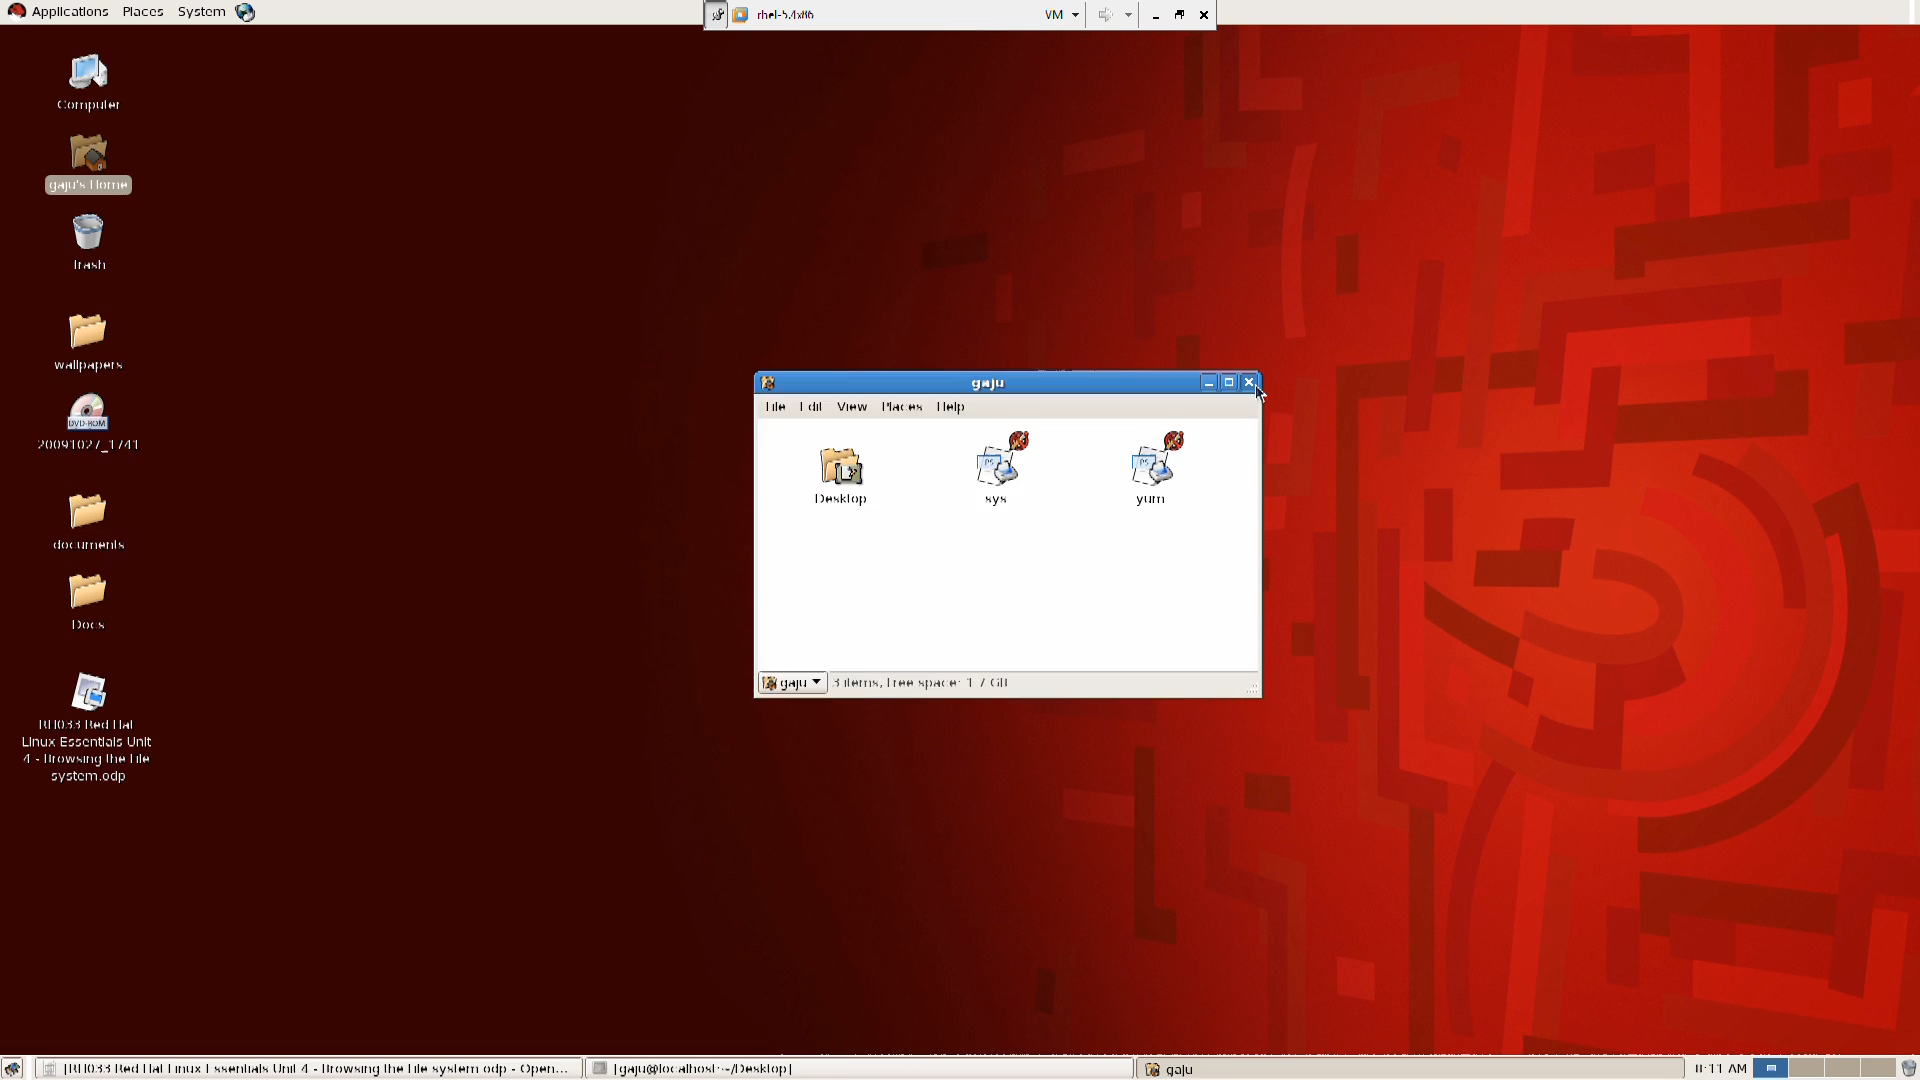 Applications Places System
rhel-5.4x86
VM
Computer
gaju's Home
Trash
wallpapers
DVD-ROM
20091027_1741
documents
Docs
RH033 Red Hat
Linux Essentials Unit
4 - Browsing the File
system.odp
gaju
File Edit View Places Help
Desktop
sys
yum
gaju
3 items, Free space: 1.7 GB
[RH033 Red Hat Linux Essentials Unit 4 - Browsing the File system odp - Open...
[gaju@localhost:~/Desktop]
gaju
8:11 AM